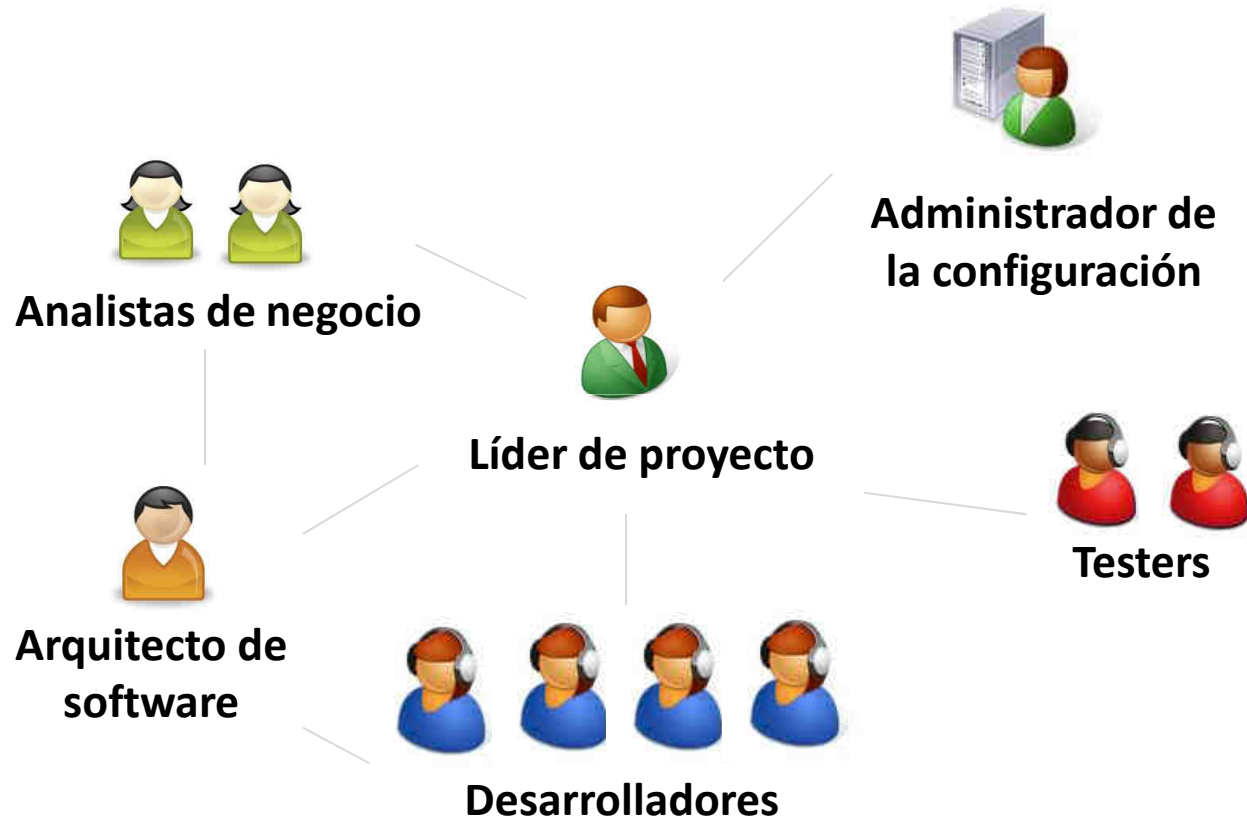 Administrador de
la configuración
Analistas de negocio
Líder de proyecto
Testers
Arquitecto de
software
Desarrolladores